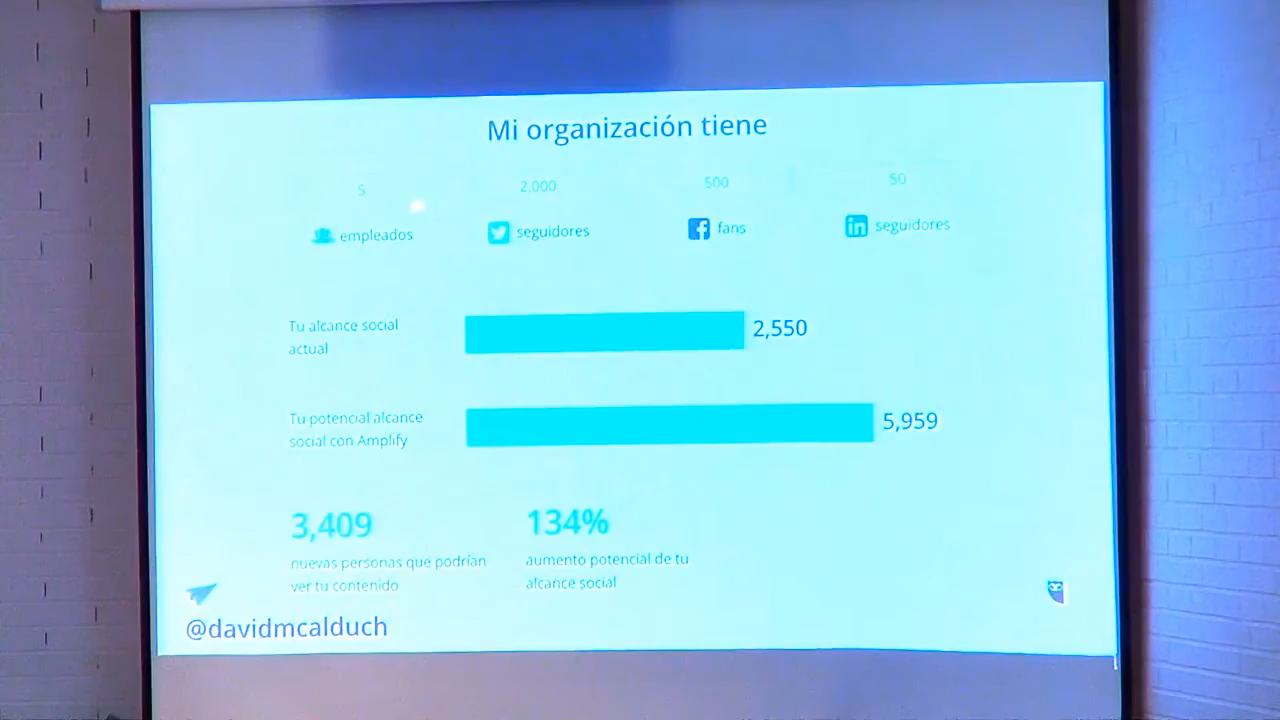 Mi organización tiene
5
2.000
500
50
empleados
seguidores
fans
seguidores
Tu alcance social
actual
2,550
Tu potencial alcance
social con Amplify
5,959
3,409
134%
nuevas personas que podrían
ver tu contenido
aumento potencial de tu
alcance social
@davidmcalduch